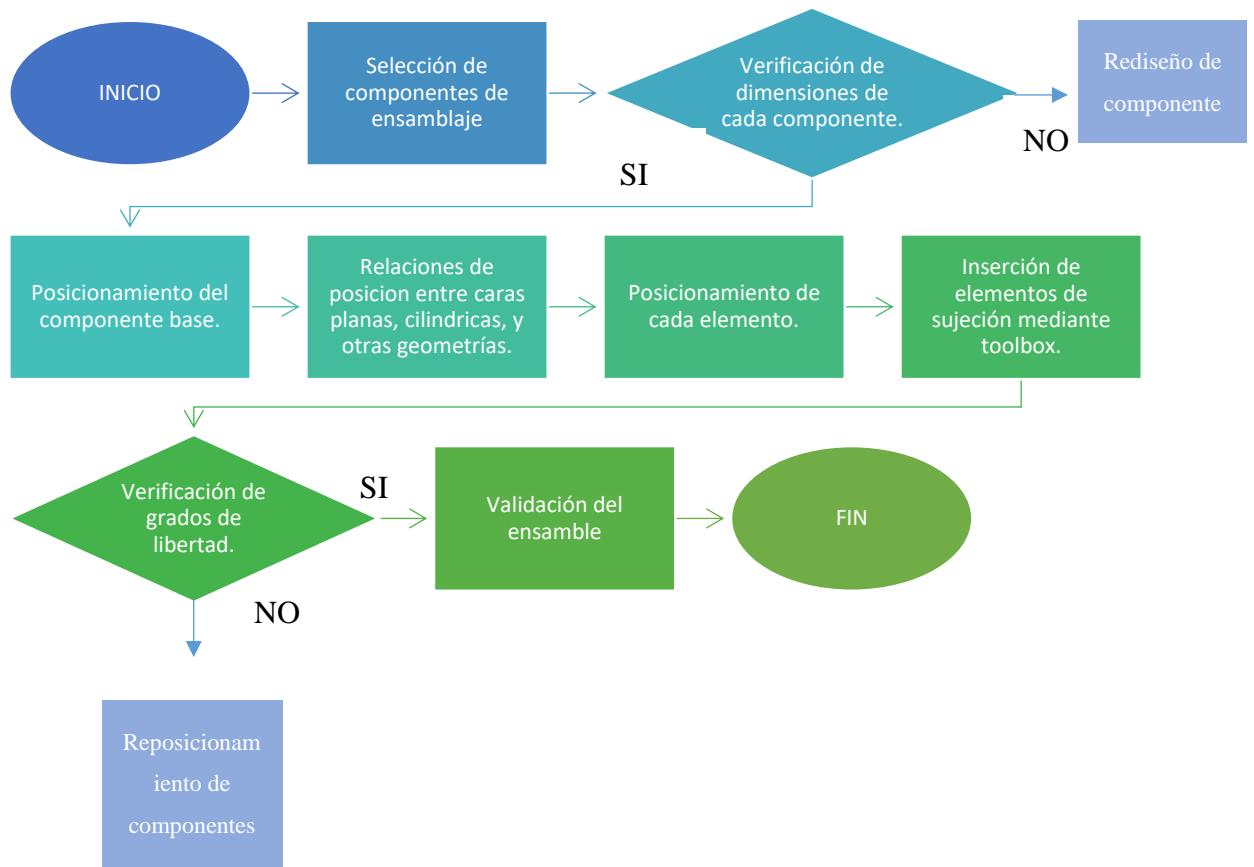 INICIO
Selección de
componentes de
ensamblaje
Verificación de
dimensiones de
cada componente.
Rediseño de
componente
NO
SI
Posicionamiento del
componente base.
Relaciones de
posicion entre caras
planas, cilindricas, y
otras geometrías.
Posicionamiento de
cada elemento.
Inserción de
elementos de
sujeción mediante
toolbox.
Verificación de
grados de
libertad.
SI
Validación del
ensamble
FIN
NO
Reposicionam
iento de
componentes